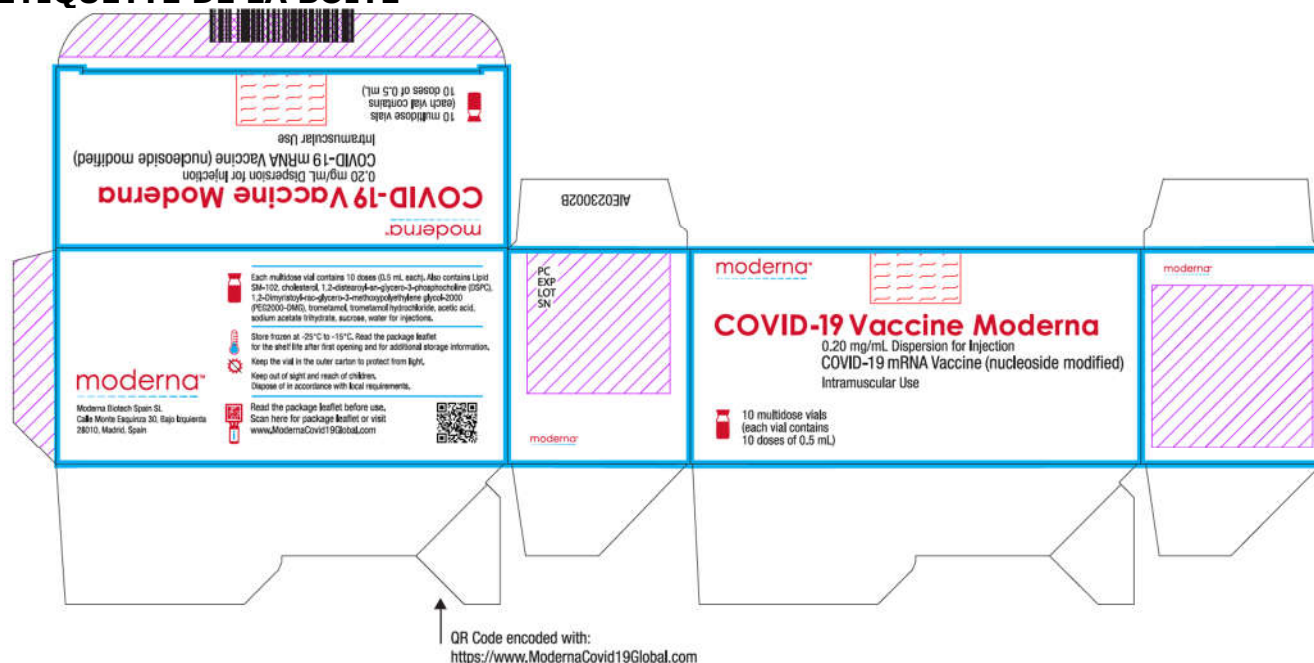 ÉTIQUETTE DE LA BOÎTE
10 multidose vials
(each vial contains
10 doses of 0.5 mL)
Intramuscular Use
COVID-19 mRNA Vaccine (nucleoside modified)
0.20 mg/mL Dispersion for Injection
COVID-19 Vaccine Moderna
moderna
AIE023002B
Each multidose vial contains 10 doses (0.5 mL each). Also contains Lipid
SM-102, cholesterol, 1,2-distearoyl-sn-glycero-3-phosphocholine (DSPC),
1,2-Dimyristoyl-rac-glycero-3-methoxypolyethylene glycol-2000
(PEG2000-DMG), trometamol, trometamol hydrochloride, acetic acid,
sodium acetate trihydrate, sucrose, water for injections.
Store frozen at -25°C to -15°C. Read the package leaflet
for the shelf life after first opening and for additional storage information.
Keep the vial in the outer carton to protect from light.
Keep out of sight and reach of children.
Dispose of in accordance with local requirements.
moderna™
Moderna Biotech Spain SL
Calle Monte Esquinza 30, Bajo Izquierda
28010, Madrid, Spain
Read the package leaflet before use.
Scan here for package leaflet or visit
www.ModernaCovid19Global.com
PC
EXP
LOT
SN
moderna
moderna
COVID-19 Vaccine Moderna
0.20 mg/mL Dispersion for Injection
COVID-19 mRNA Vaccine (nucleoside modified)
Intramuscular Use
10 multidose vials
(each vial contains
10 doses of 0.5 mL)
moderna
QR Code encoded with:
https://www.ModernaCovid19Global.com